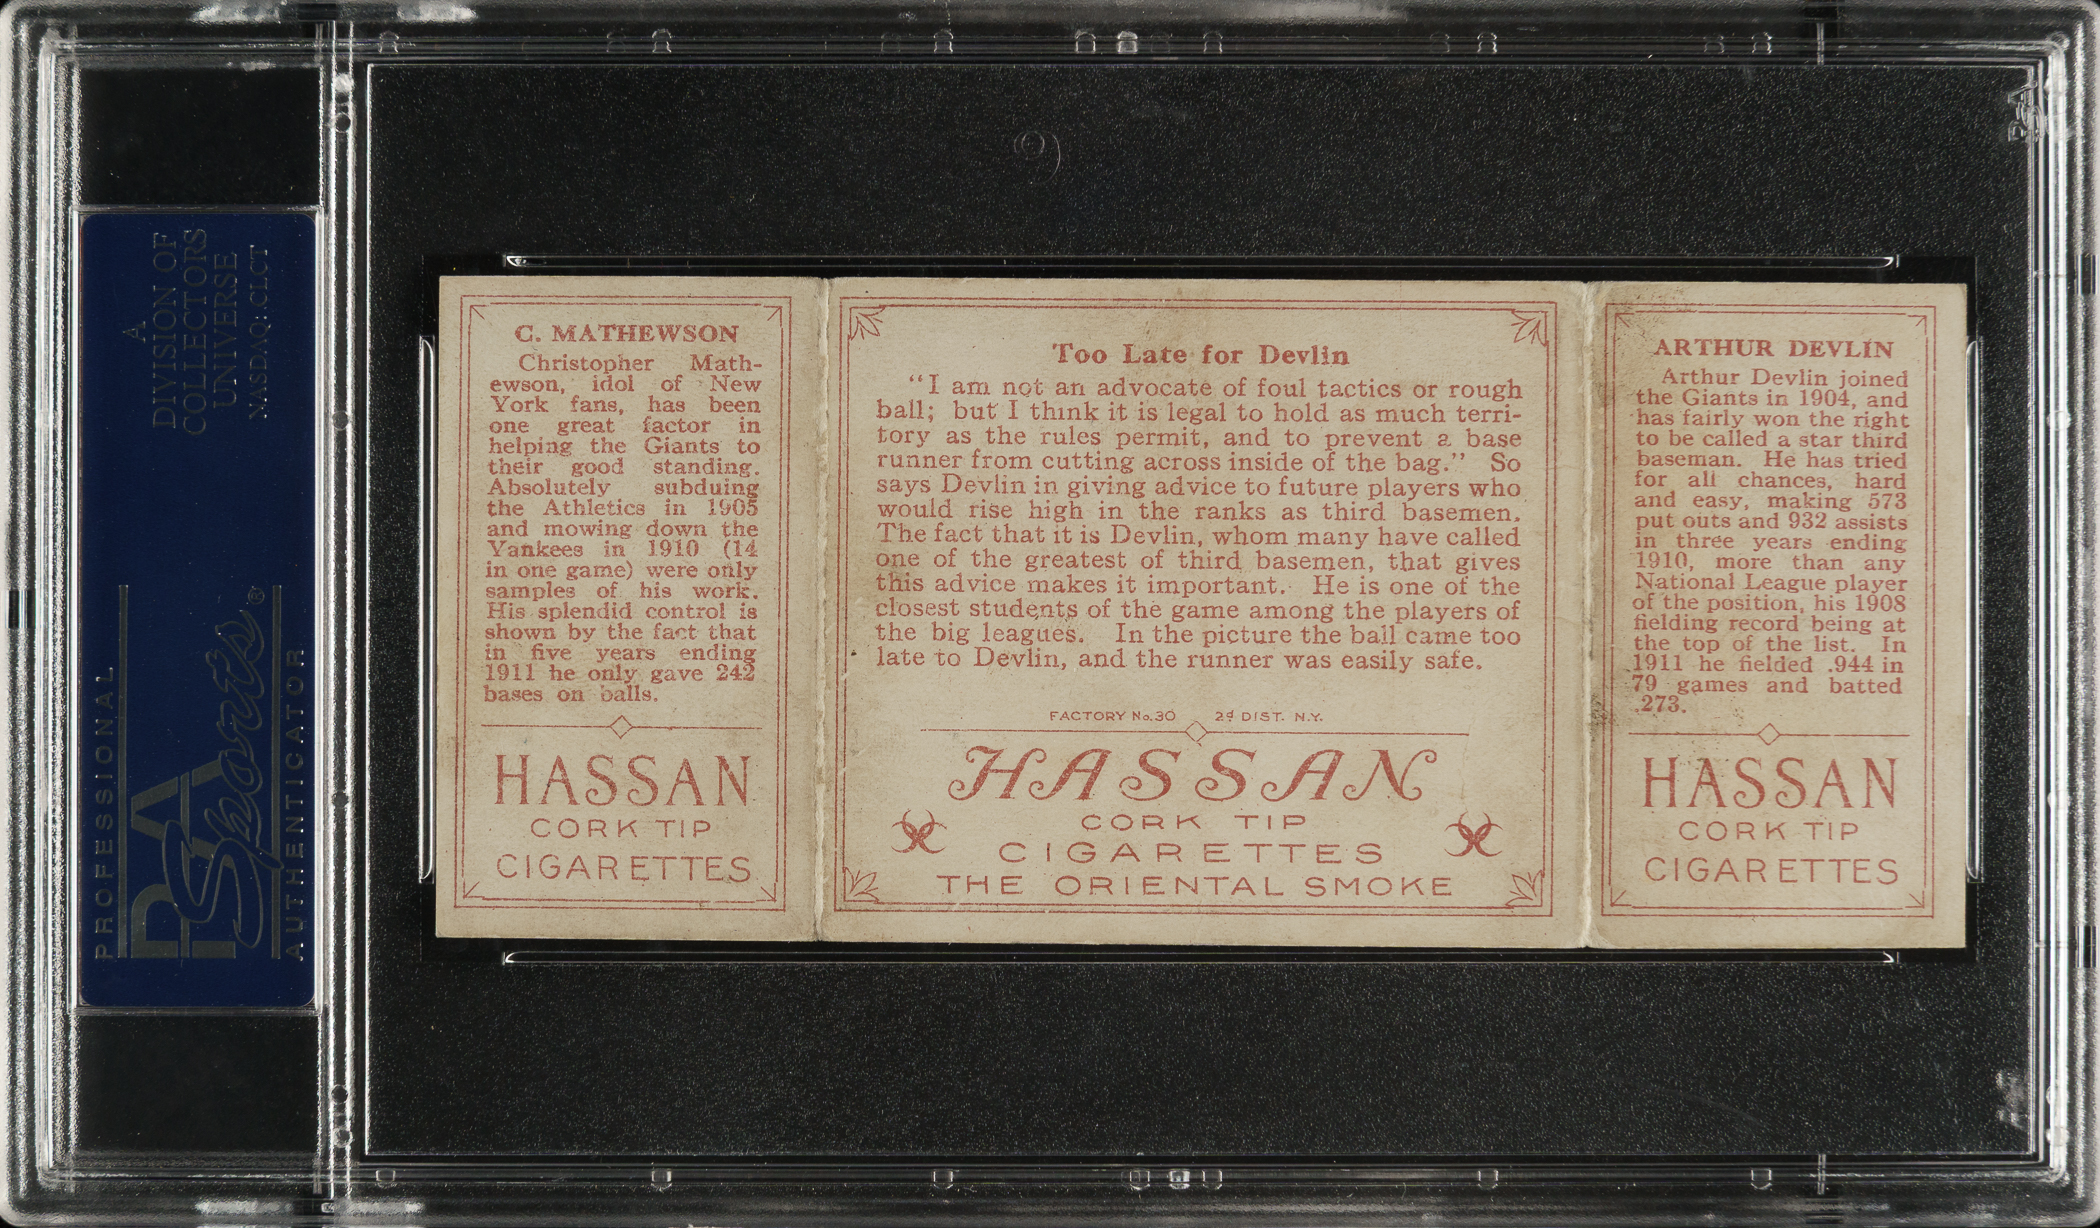 A
DIVISION OF
COLLECTORS
UNIVERSE
NASDAQ:CLCT
PROFESSIONAL
PSA
Sports®
AUTHENTICATOR
C. MATHEWSON
Christopher Math-
ewson, idol of New
York fans, has been
one great factor in
helping the Giants to
their good standing.
Absolutely subduing
the Athletics in 1905
and mowing down the
Yankees in 1910 (14
in one game) were only
samples of his work.
His splendid control is
shown by the fact that
in five years ending
1911 he only gave 242
bases on balls.
HASSAN
CORK TIP
CIGARETTES
Too Late for Devlin
"I am not an advocate of foul tactics or rough
ball; but I think it is legal to hold as much terri-
tory as the rules permit, and to prevent a base
runner from cutting across inside of the bag." So
says Devlin in giving advice to future players who
would rise high in the ranks as third basemen.
The fact that it is Devlin, whom many have called
one of the greatest of third basemen, that gives
this advice makes it important. He is one of the
closest students of the game among the players of
the big leagues. In the picture the ball came too
late to Devlin, and the runner was easily safe.
FACTORY No. 30 2d DIST. N.Y.
HASSAN
CORK TIP
CIGARETTES
THE ORIENTAL SMOKE
ARTHUR DEVLIN
Arthur Devlin joined
the Giants in 1904, and
has fairly won the right
to be called a star third
baseman. He has tried
for all chances, hard
and easy, making 573
put outs and 932 assists
in three years ending
1910, more than any
National League player
of the position, his 1908
fielding record being at
the top of the list. In
1911 he fielded .944 in
79 games and batted
.273.
HASSAN
CORK TIP
CIGARETTES
PSA